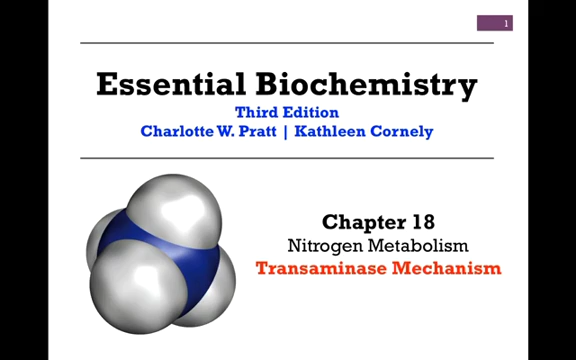 1
Essential Biochemistry
Third Edition
Charlotte W. Pratt | Kathleen Cornely
Chapter 18
Nitrogen Metabolism
Transaminase Mechanism